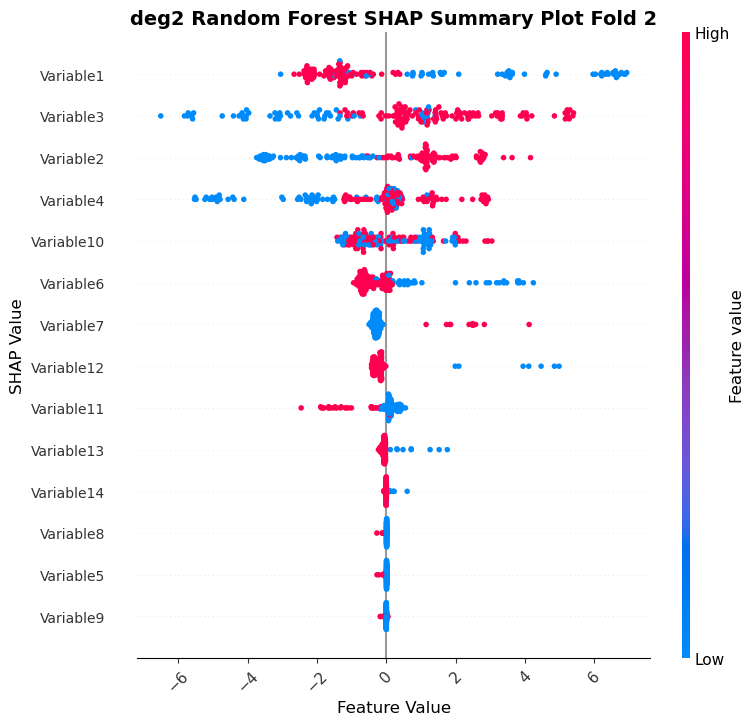 deg2 Random Forest SHAP Summary Plot Fold 2
High
Variable1
Variable3
Variable2
Variable4
Variable10
Variable6
Variable7
Variable12
Variable11
Variable13
Variable14
Variable8
Variable5
Variable9
SHAP Value
Feature value
Low
−6
−4
−2
0
2
4
6
Feature Value